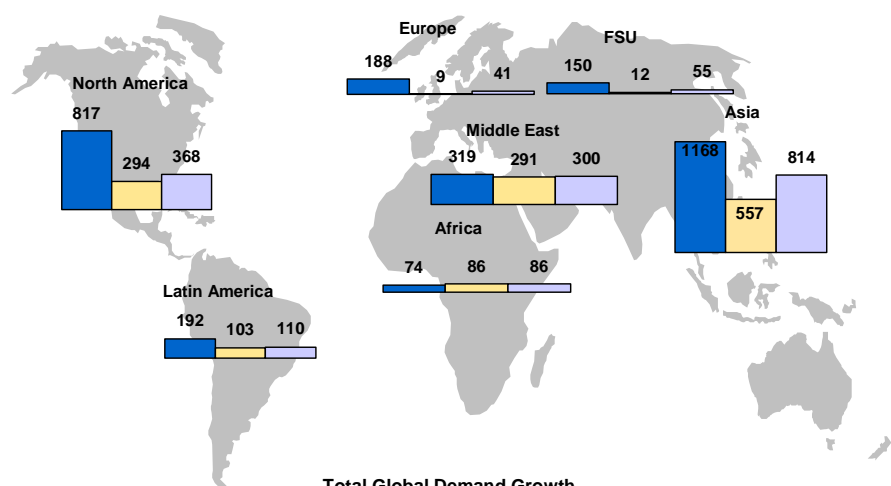 Europe
188 9 41
FSU
150 12 55
North America
817 294 368
Middle East
319 291 300
Asia
1168 557 814
Africa
74 86 86
Latin America
192 103 110
Total Global Demand Growth